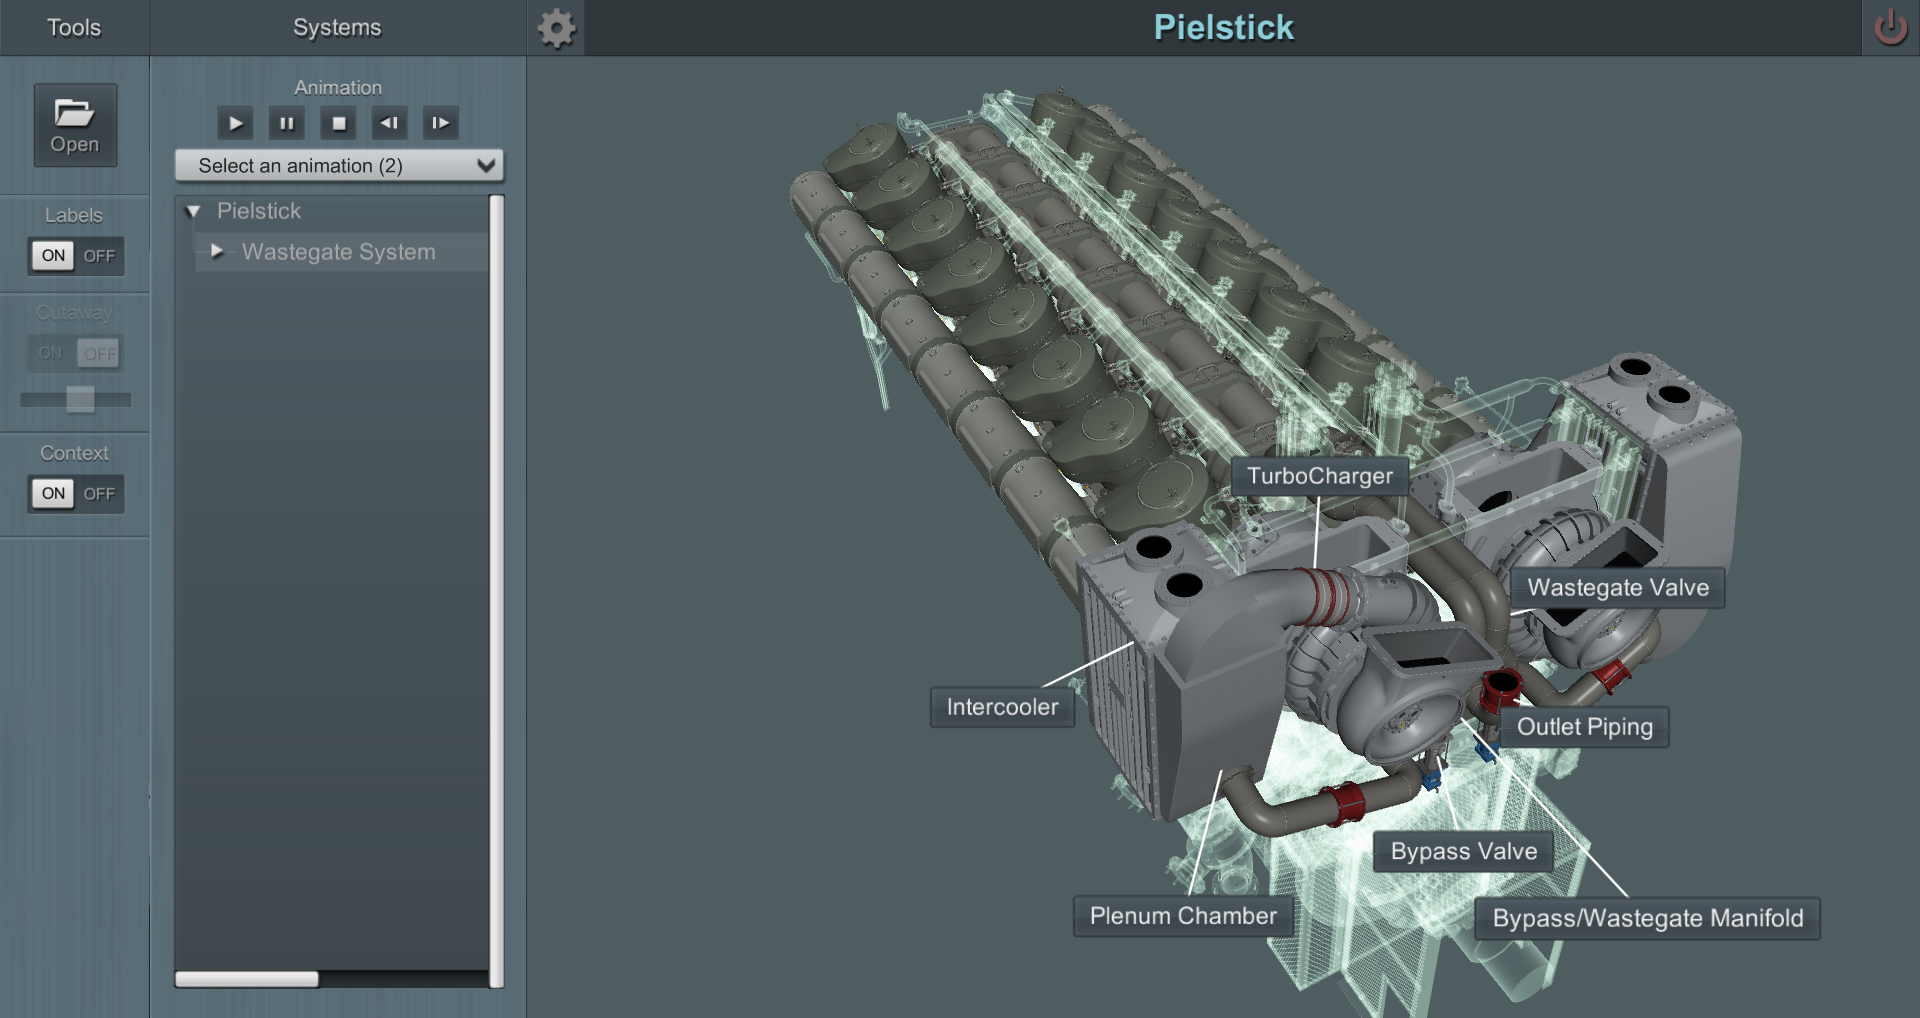 Tools
Systems
Pielstick
Open
Animation
Select an animation (2)
Labels
ON OFF
Cutaway
ON OFF
Context
ON OFF
Pielstick
Wastegate System
TurboCharger
Wastegate Valve
Intercooler
Outlet Piping
Bypass Valve
Plenum Chamber
Bypass/Wastegate Manifold